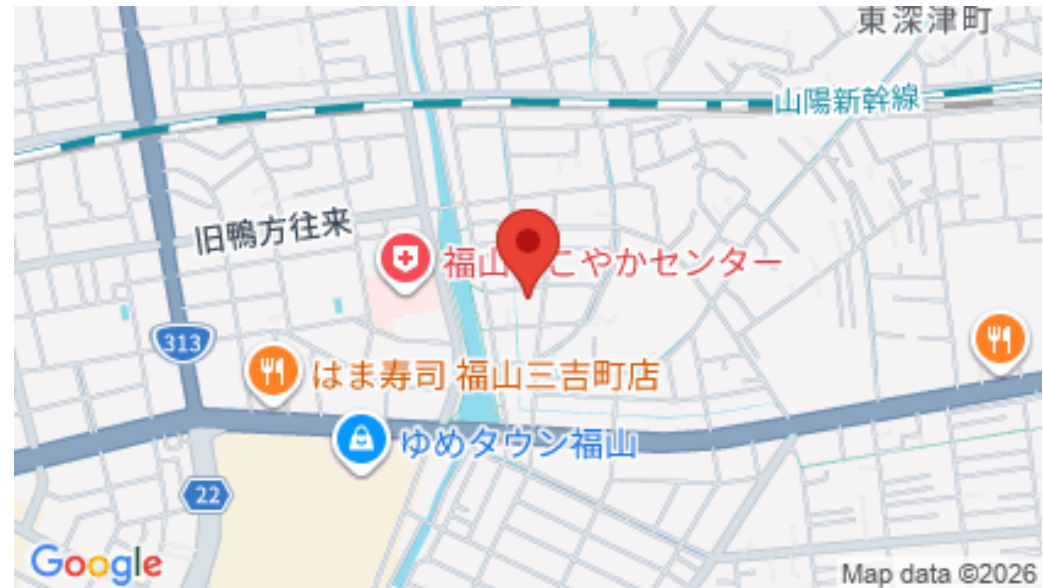 東深津町
山陽新幹線
旧鴨方往来
福山 こやかセンター
313
はま寿司 福山三吉町店
ゆめタウン福山
22
Google
Map data ©2026